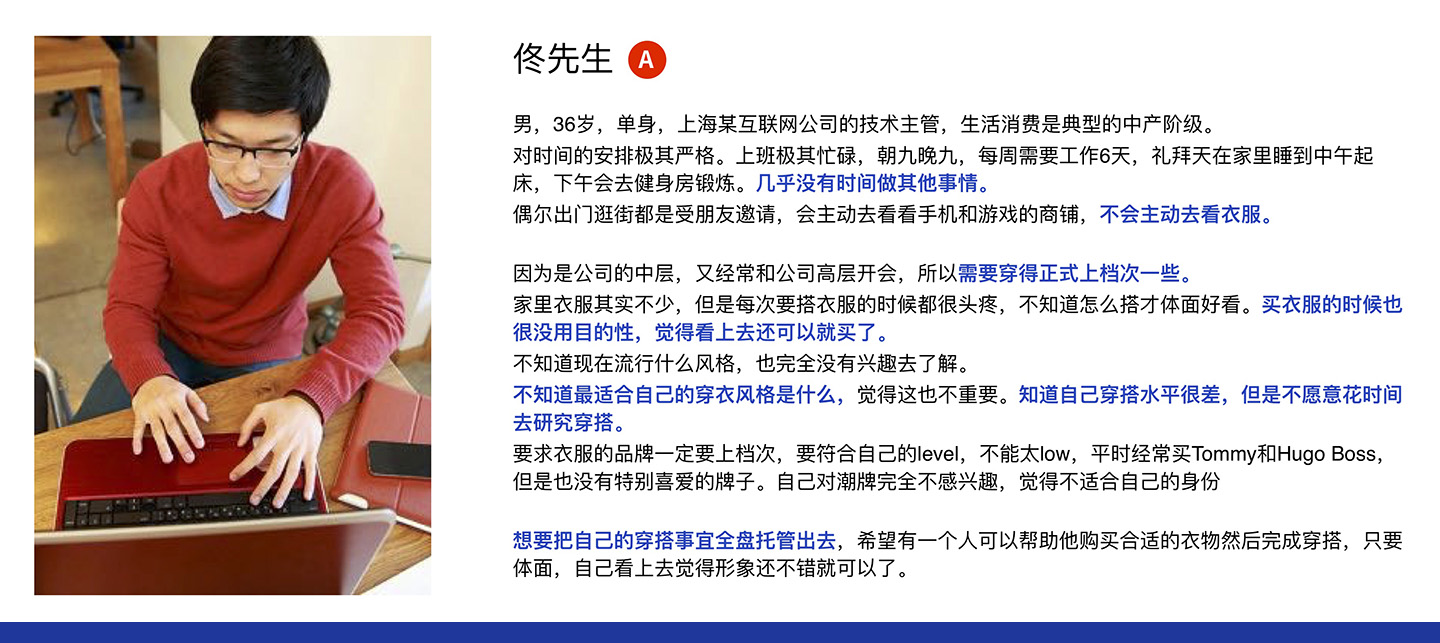 佟先生 A
男，36岁，单身，上海某互联网公司的技术主管，生活消费是典型的中产阶级。
对时间的安排极其严格。上班极其忙碌，朝九晚九，每周需要工作6天，礼拜天在家里睡到中午起
床，下午会去健身房锻炼。几乎没有时间做其他事情。
偶尔出门逛街都是受朋友邀请，会主动去看看手机和游戏的商铺，不会主动去看衣服。
因为是公司的中层，又经常和公司高层开会，所以需要穿得正式上档次一些。
家里衣服其实不少，但是每次要搭衣服的时候都很头疼，不知道怎么搭才体面好看。买衣服的时候也
很没用目的性，觉得看上去还可以就买了。
不知道现在流行什么风格，也完全没有兴趣去了解。
不知道最适合自己的穿衣风格是什么，觉得这也不重要。知道自己穿搭水平很差，但是不愿意花时间
去研究穿搭。
要求衣服的品牌一定要上档次，要符合自己的level，不能太low，平时经常买Tommy和Hugo Boss，
但是也没有特别喜爱的牌子。自己对潮牌完全不感兴趣，觉得不适合自己的身份
想要把自己的穿搭事宜全盘托管出去，希望有一个人可以帮助他购买合适的衣物然后完成穿搭，只要
体面，自己看上去觉得形象还不错就可以了。